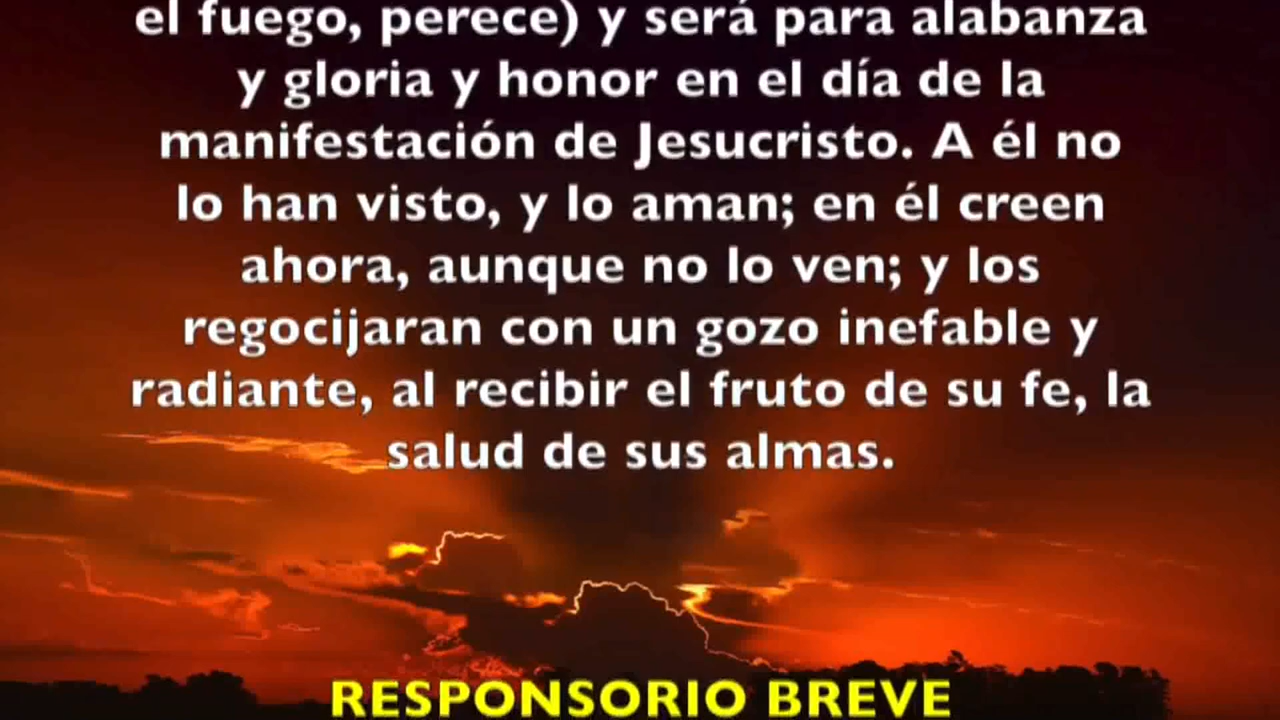 el fuego, perece) y será para alabanza
y gloria y honor en el día de la
manifestación de Jesucristo. A él no
lo han visto, y lo aman; en él creen
ahora, aunque no lo ven; y los
regocijaran con un gozo inefable y
radiante, al recibir el fruto de su fe, la
salud de sus almas.
RESPONSORIO BREVE